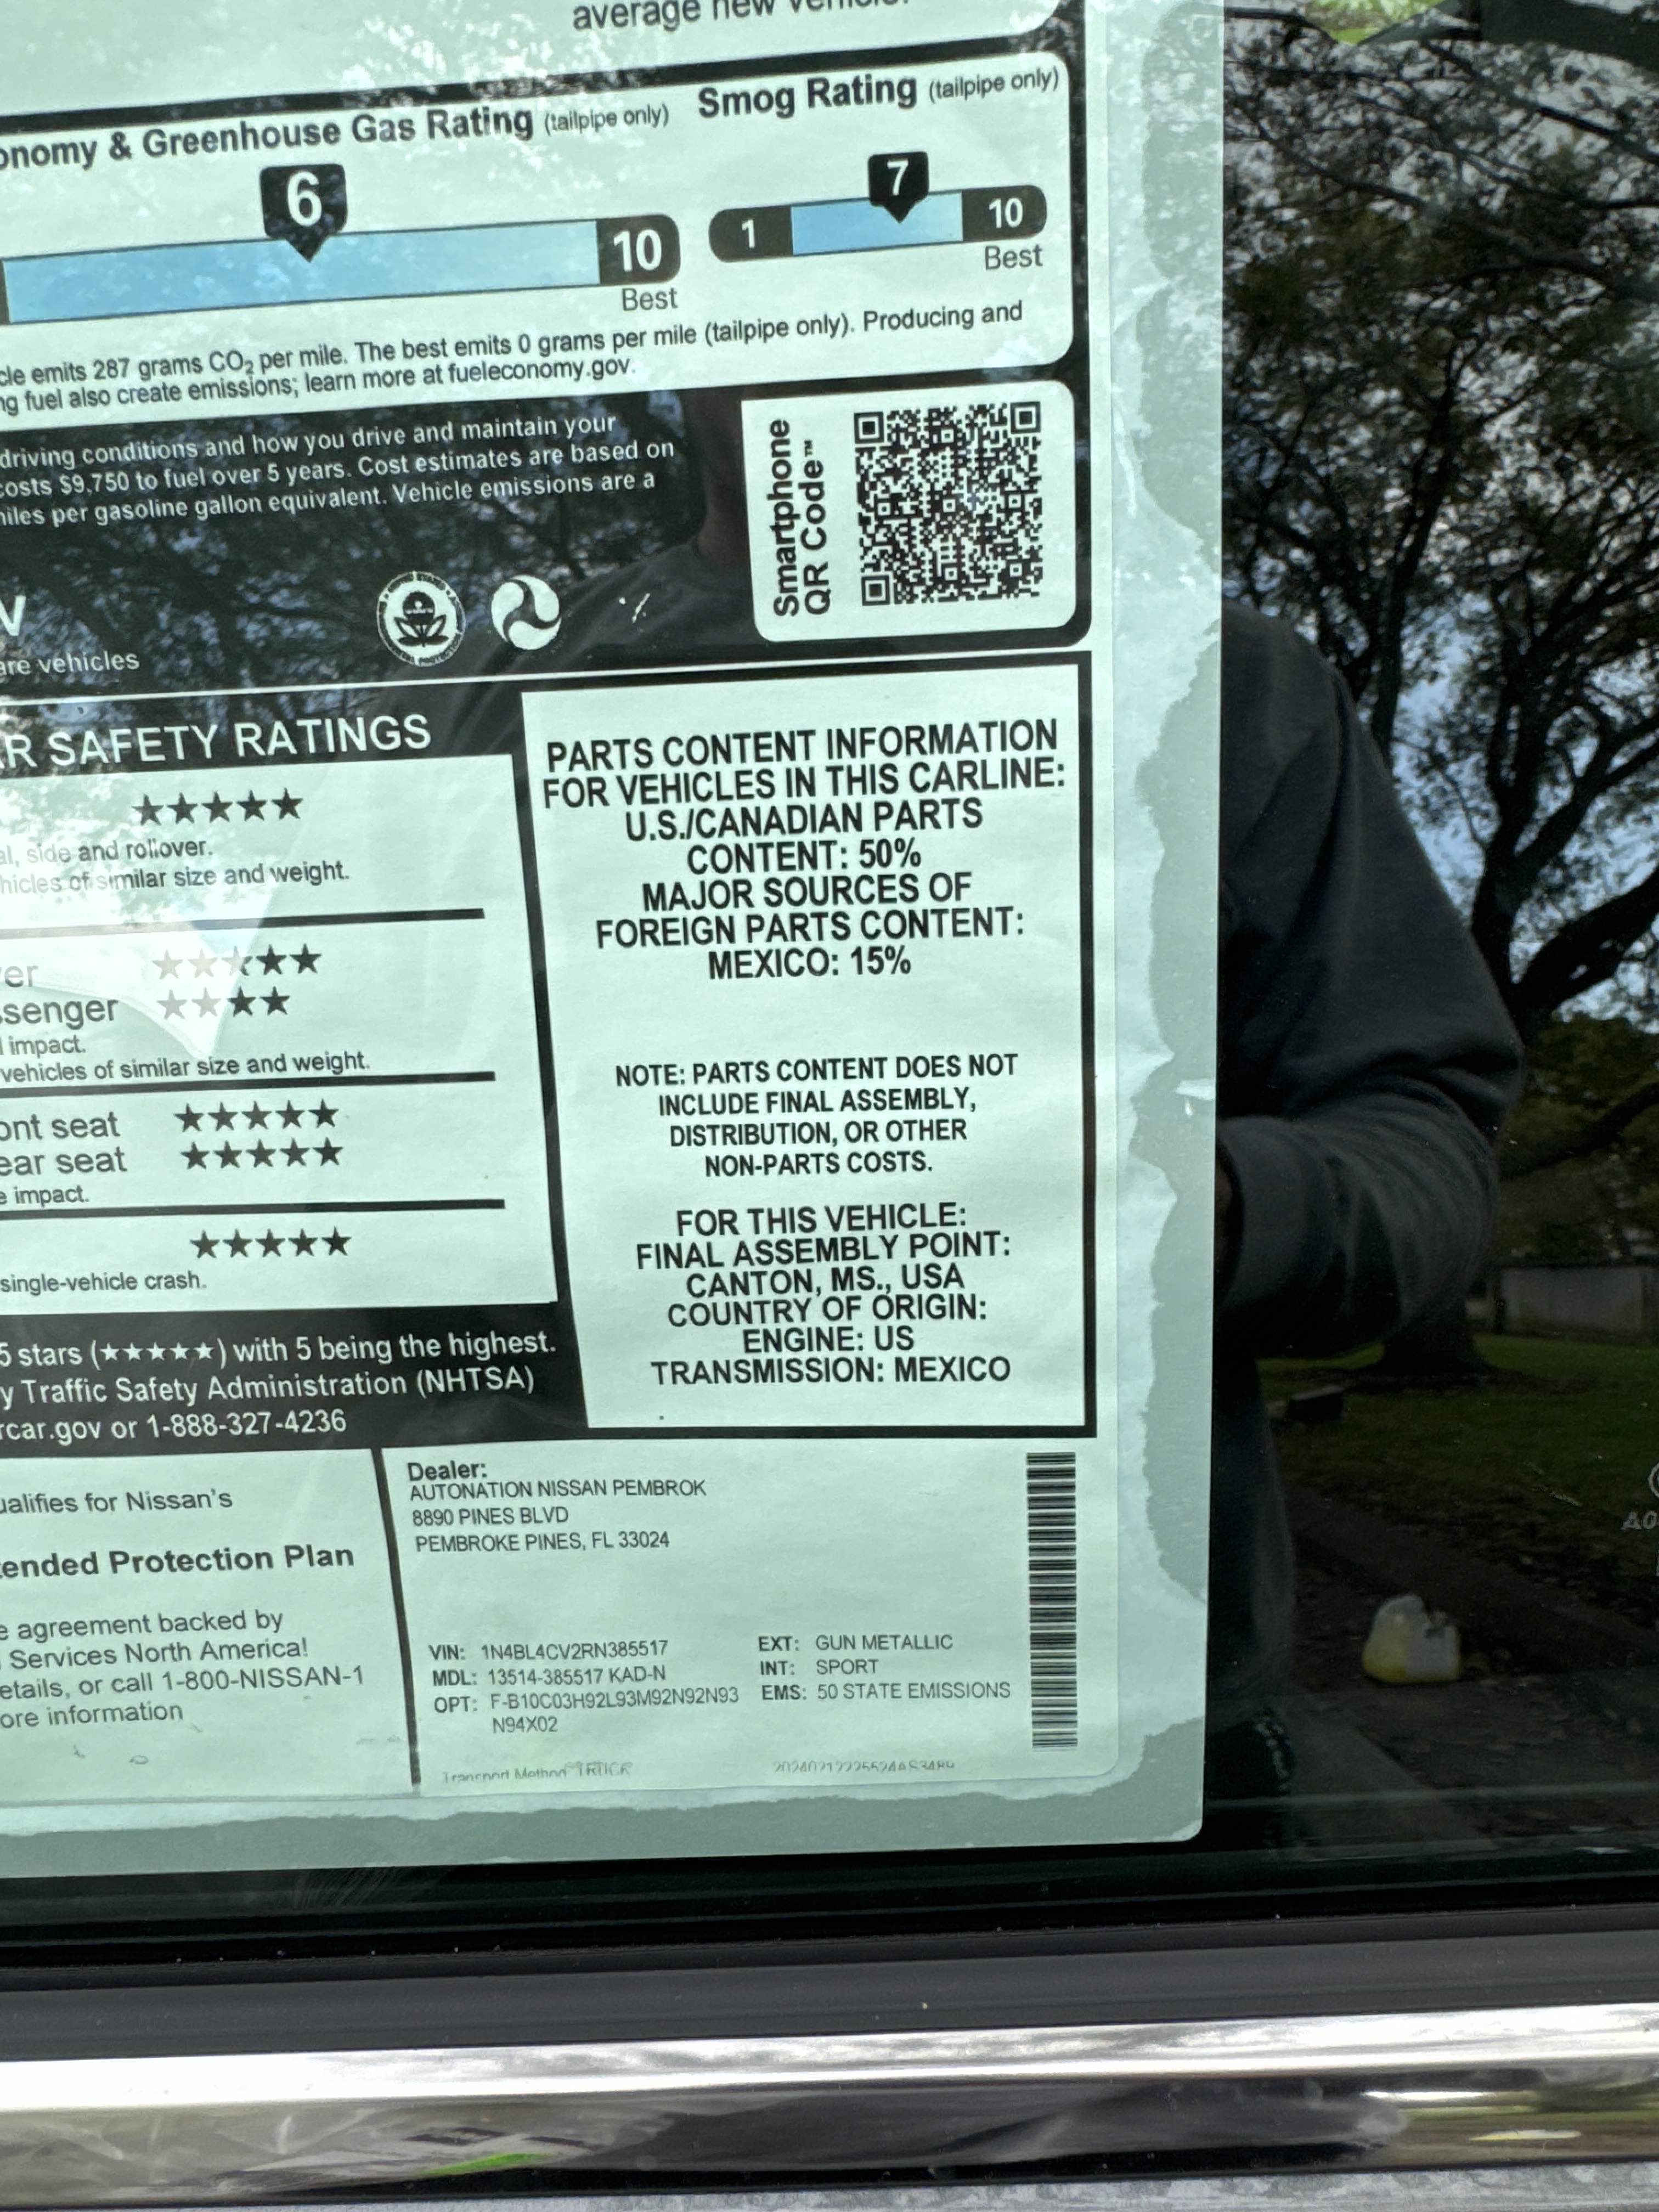 average new vehicle.
onomy & Greenhouse Gas Rating (tailpipe only)
Smog Rating (tailpipe only)
6
10
Best
7
1
10
Best
cle emits 287 grams CO₂ per mile. The best emits 0 grams per mile (tailpipe only). Producing and
ng fuel also create emissions; learn more at fueleconomy.gov.
driving conditions and how you drive and maintain your
costs $9,750 to fuel over 5 years. Cost estimates are based on
miles per gasoline gallon equivalent. Vehicle emissions are a
Smartphone
QR Code™
v
are vehicles
R SAFETY RATINGS
★★★★★
al, side and rollover.
hicles of similar size and weight.
er ★★★★★
senger ★★★★
l impact.
vehicles of similar size and weight.
ont seat ★★★★★
ear seat ★★★★★
e impact.
★★★★★
single-vehicle crash.
5 stars (★★★★★) with 5 being the highest.
y Traffic Safety Administration (NHTSA)
rcar.gov or 1-888-327-4236
PARTS CONTENT INFORMATION
FOR VEHICLES IN THIS CARLINE:
U.S./CANADIAN PARTS
CONTENT: 50%
MAJOR SOURCES OF
FOREIGN PARTS CONTENT:
MEXICO: 15%
NOTE: PARTS CONTENT DOES NOT
INCLUDE FINAL ASSEMBLY,
DISTRIBUTION, OR OTHER
NON-PARTS COSTS.
FOR THIS VEHICLE:
FINAL ASSEMBLY POINT:
CANTON, MS., USA
COUNTRY OF ORIGIN:
ENGINE: US
TRANSMISSION: MEXICO
ualifies for Nissan's
tended Protection Plan
e agreement backed by
Services North America!
etails, or call 1-800-NISSAN-1
ore information
Dealer:
AUTONATION NISSAN PEMBROK
8890 PINES BLVD
PEMBROKE PINES, FL 33024
VIN: 1N4BL4CV2RN385517
MDL: 13514-385517 KAD-N
OPT: F-B10C03H92L93M92N92N93
N94X02
EXT: GUN METALLIC
INT: SPORT
EMS: 50 STATE EMISSIONS
Transport Method TRUCK